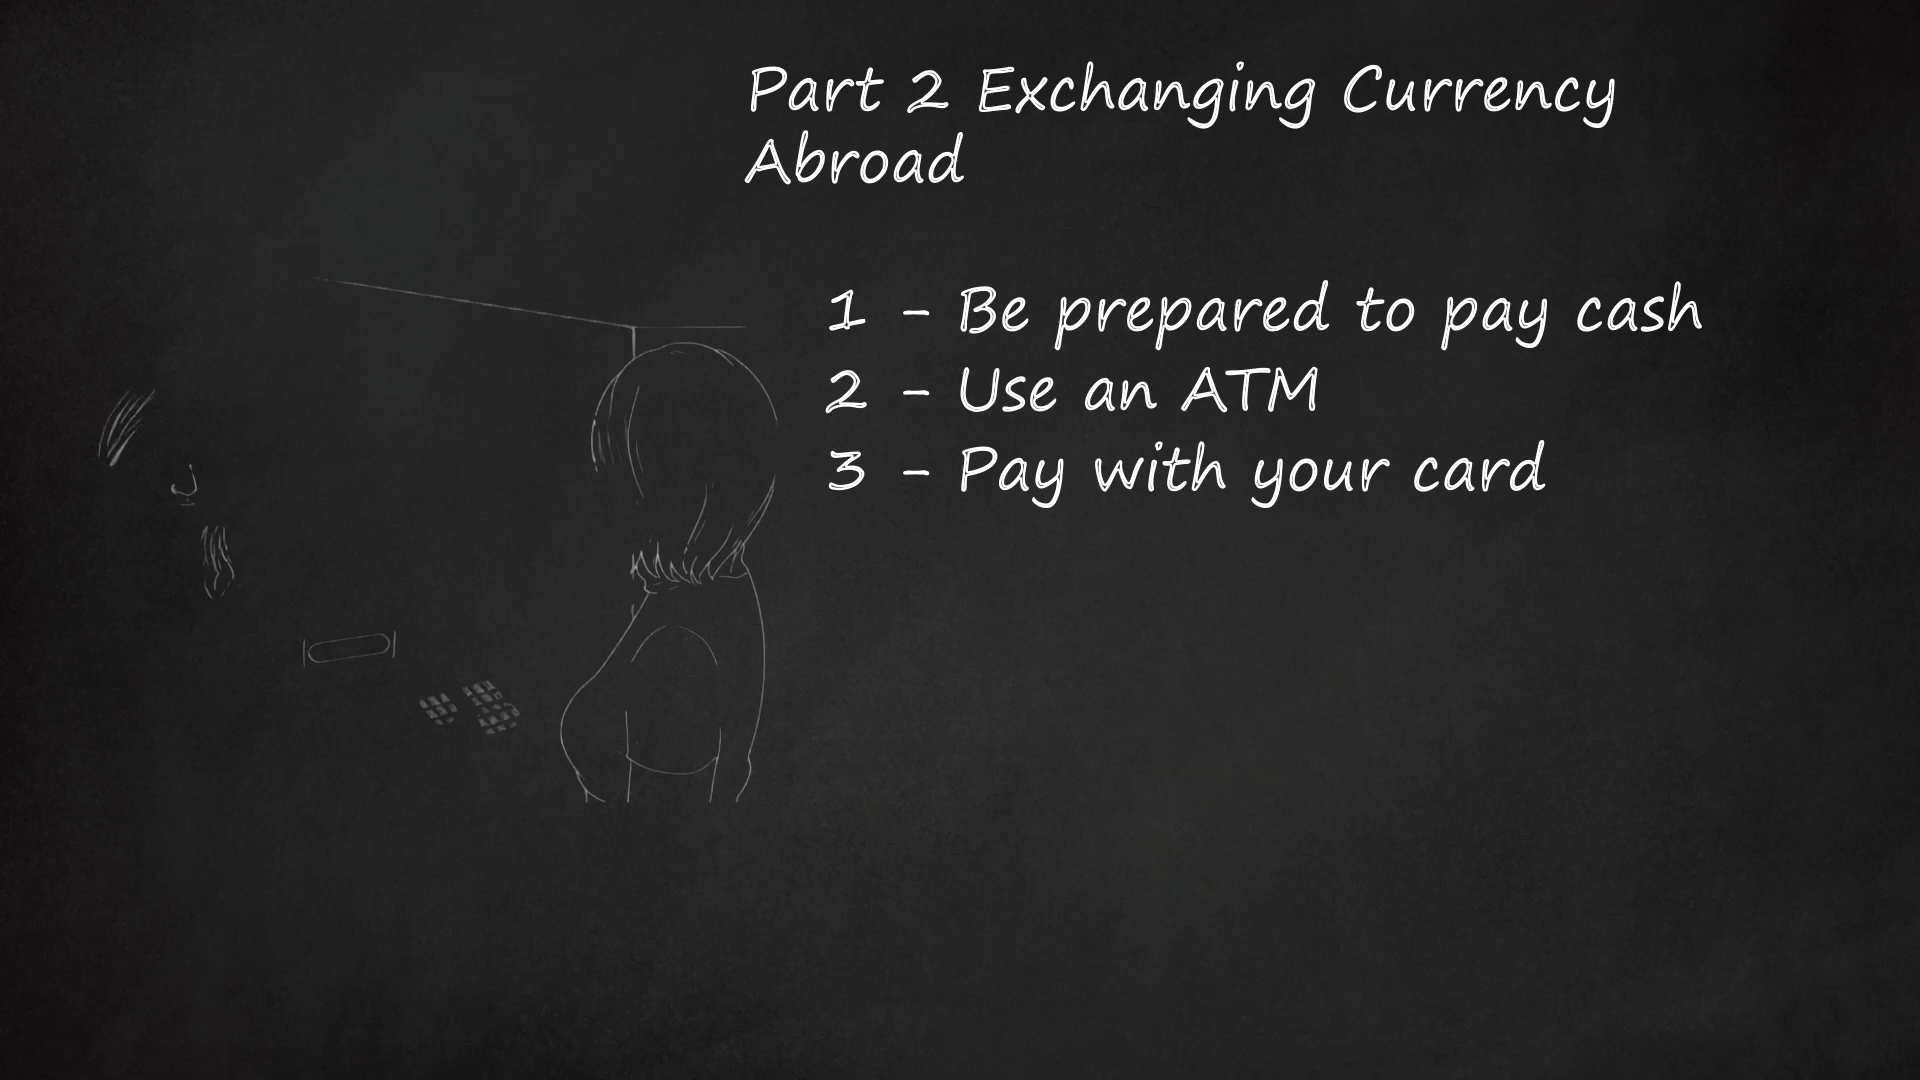 Part 2 Exchanging Currency
Abroad
1 - Be prepared to pay cash
2 - Use an ATM
3 - Pay with your card